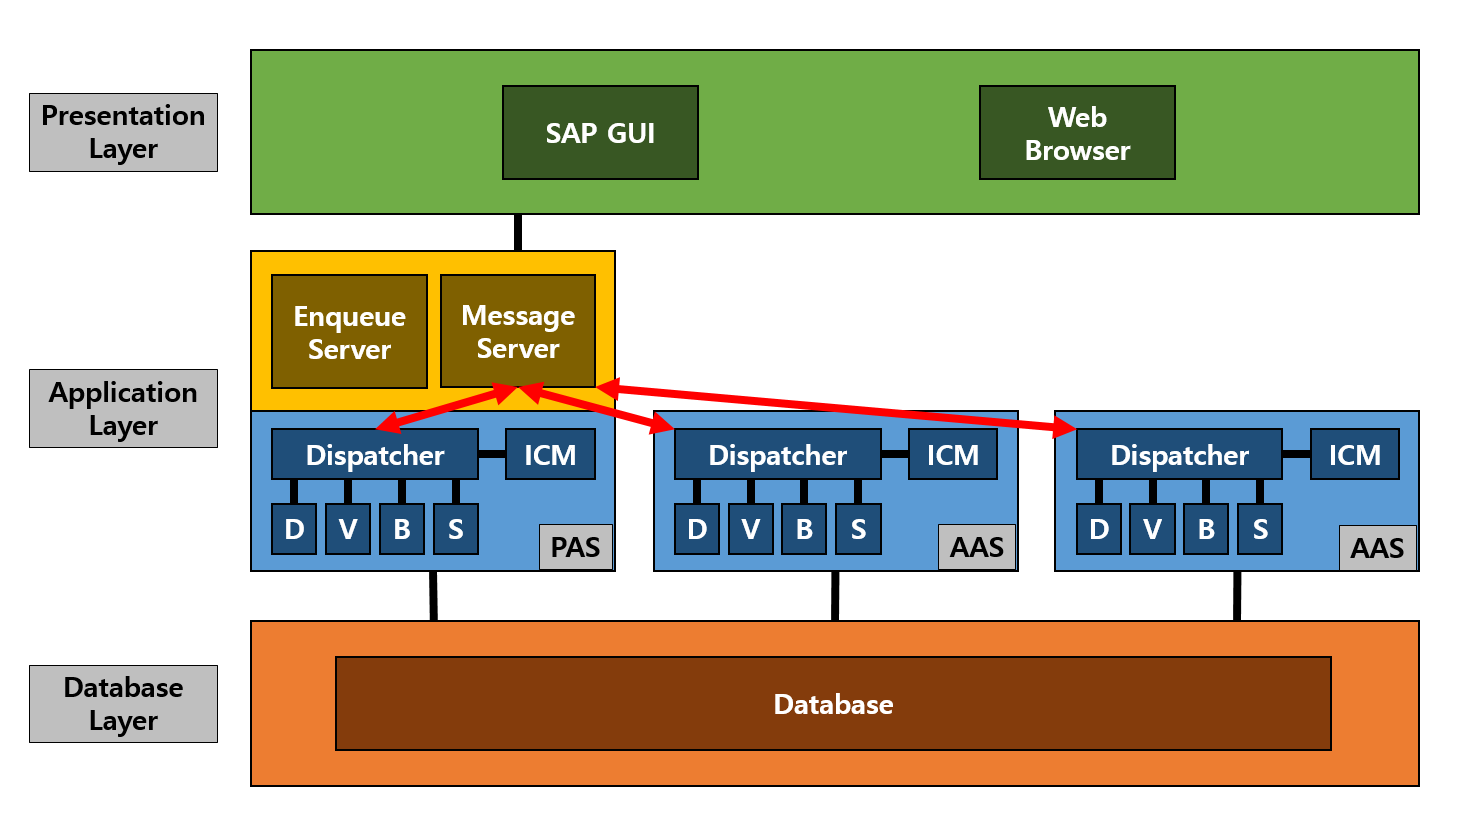 Presentation
Layer
SAP GUI
Web
Browser
Application
Layer
Enqueue
Server
Message
Server
Dispatcher
ICM
D
V
B
S
PAS
Dispatcher
ICM
D
V
B
S
AAS
Dispatcher
ICM
D
V
B
S
AAS
Database
Layer
Database